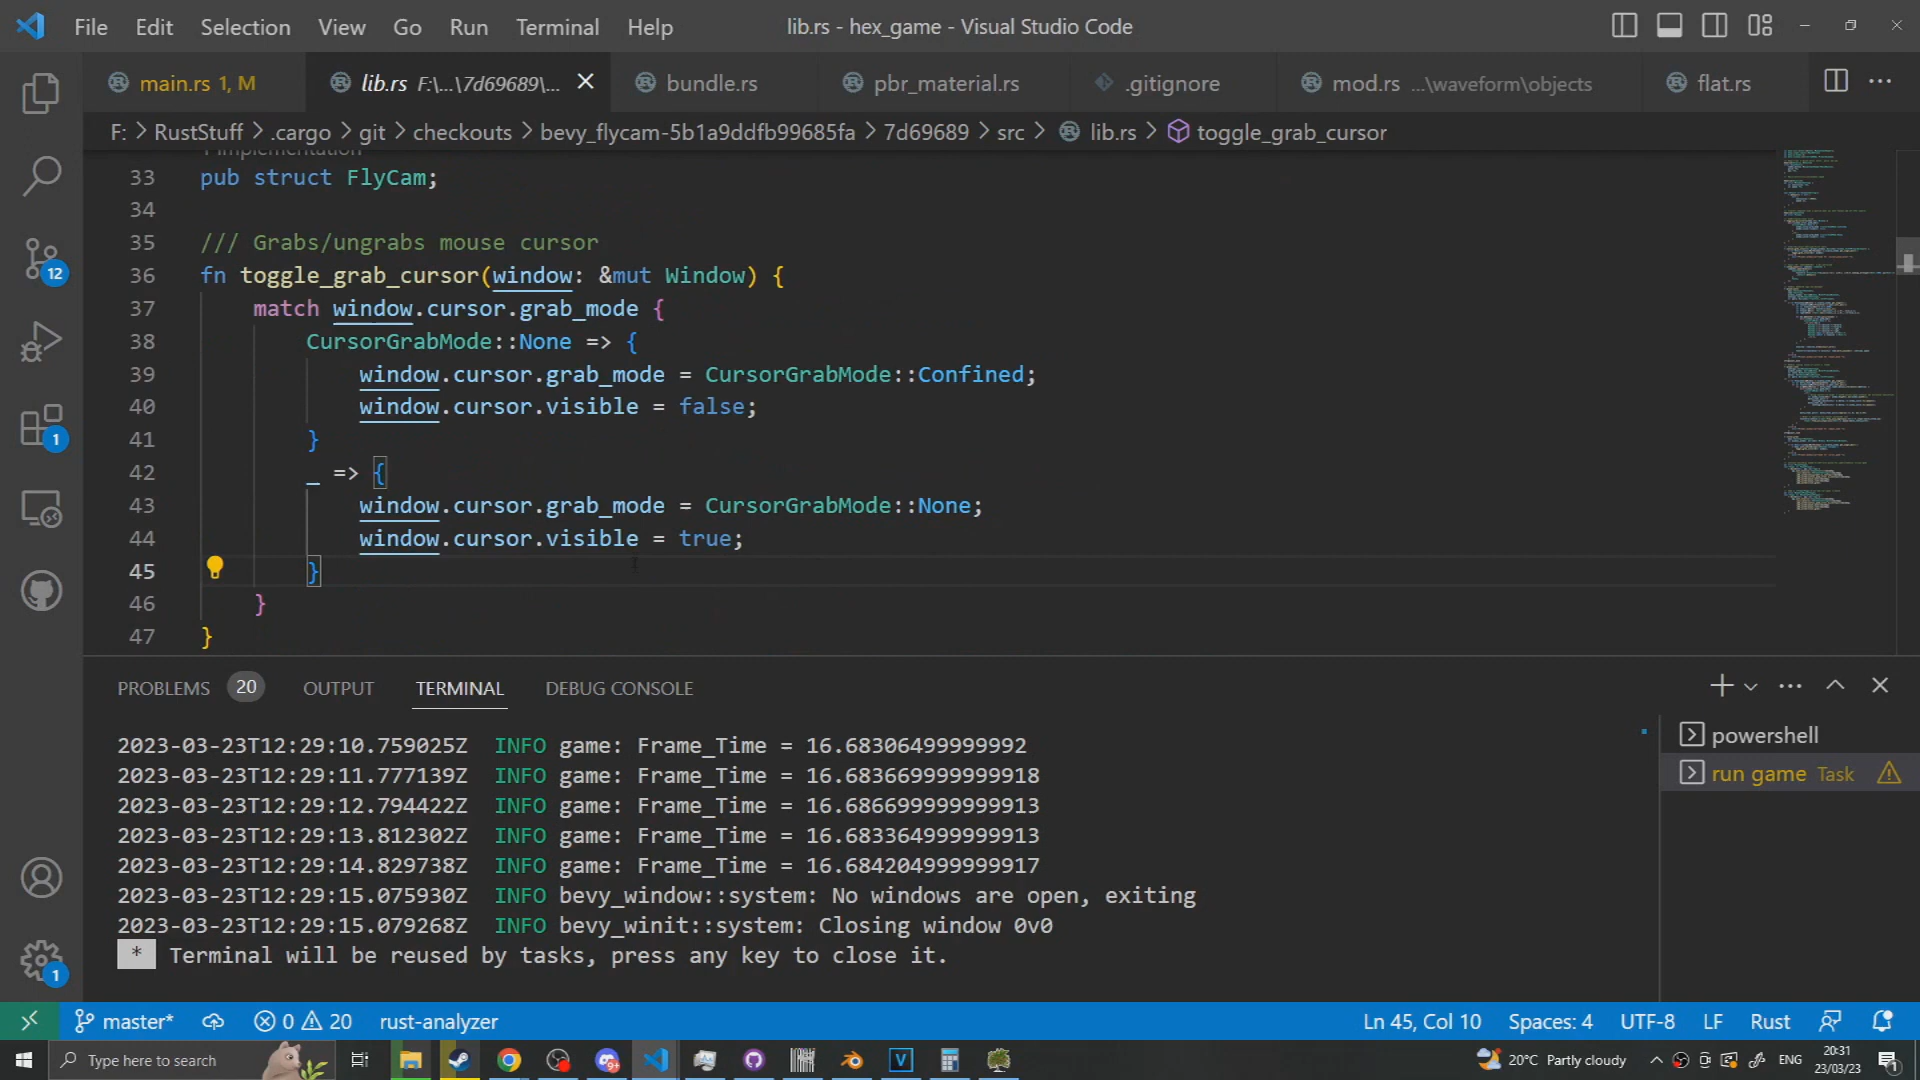 File Edit Selection View Go Run Terminal Help lib.rs - hex_game - Visual Studio Code
main.rs 1, M lib.rs F:\...\7d69689\... bundle.rs pbr_material.rs .gitignore mod.rs ...\waveform\objects flat.rs
F: > RustStuff > .cargo > git > checkouts > bevy_flycam-5b1a9ddfb99685fa > 7d69689 > src > lib.rs > toggle_grab_cursor
1 implementation
33 pub struct FlyCam;
34
35 /// Grabs/ungrabs mouse cursor
36 fn toggle_grab_cursor(window: &mut Window) {
37 match window.cursor.grab_mode {
38 CursorGrabMode::None => {
39 window.cursor.grab_mode = CursorGrabMode::Confined;
40 window.cursor.visible = false;
41 }
42 _ => {
43 window.cursor.grab_mode = CursorGrabMode::None;
44 window.cursor.visible = true;
45 }
46 }
47 }
12
1
1
PROBLEMS 20 OUTPUT TERMINAL DEBUG CONSOLE
2023-03-23T12:29:10.759025Z INFO game: Frame_Time = 16.68306499999992
2023-03-23T12:29:11.777139Z INFO game: Frame_Time = 16.683669999999918
2023-03-23T12:29:12.794422Z INFO game: Frame_Time = 16.686699999999913
2023-03-23T12:29:13.812302Z INFO game: Frame_Time = 16.683364999999913
2023-03-23T12:29:14.829738Z INFO game: Frame_Time = 16.684204999999917
2023-03-23T12:29:15.075930Z INFO bevy_window::system: No windows are open, exiting
2023-03-23T12:29:15.079268Z INFO bevy_winit::system: Closing window 0v0
* Terminal will be reused by tasks, press any key to close it.
powershell
run game Task
master* 0 20 rust-analyzer Ln 45, Col 10 Spaces: 4 UTF-8 LF Rust
Type here to search 9+ V 20°C Partly cloudy ENG 20:31
23/03/23 1